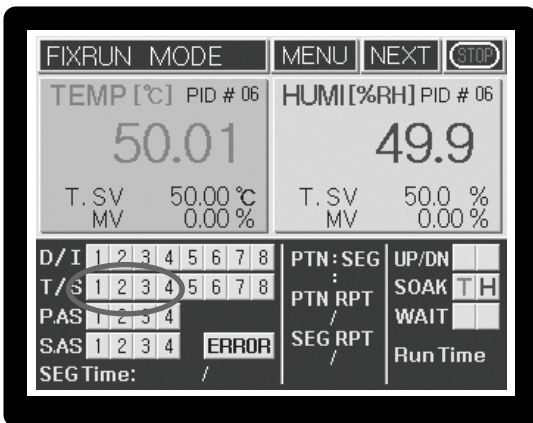 FIXRUN MODE MENU NEXT STOP
TEMP [℃] PID # 06
50.01
T. SV 50.00 ℃
MV 0.00 %
HUMI[%RH] PID # 06
49.9
T. SV 50.0 %
MV 0.00 %
D/I 1 2 3 4 5 6 7 8
T/S 1 2 3 4 5 6 7 8
P.AS 1 2 3 4
S.AS 1 2 3 4 ERROR
SEG Time: /
PTN:SEG
:
PTN RPT
/
SEG RPT
/
UP/DN
SOAK T H
WAIT
Run Time